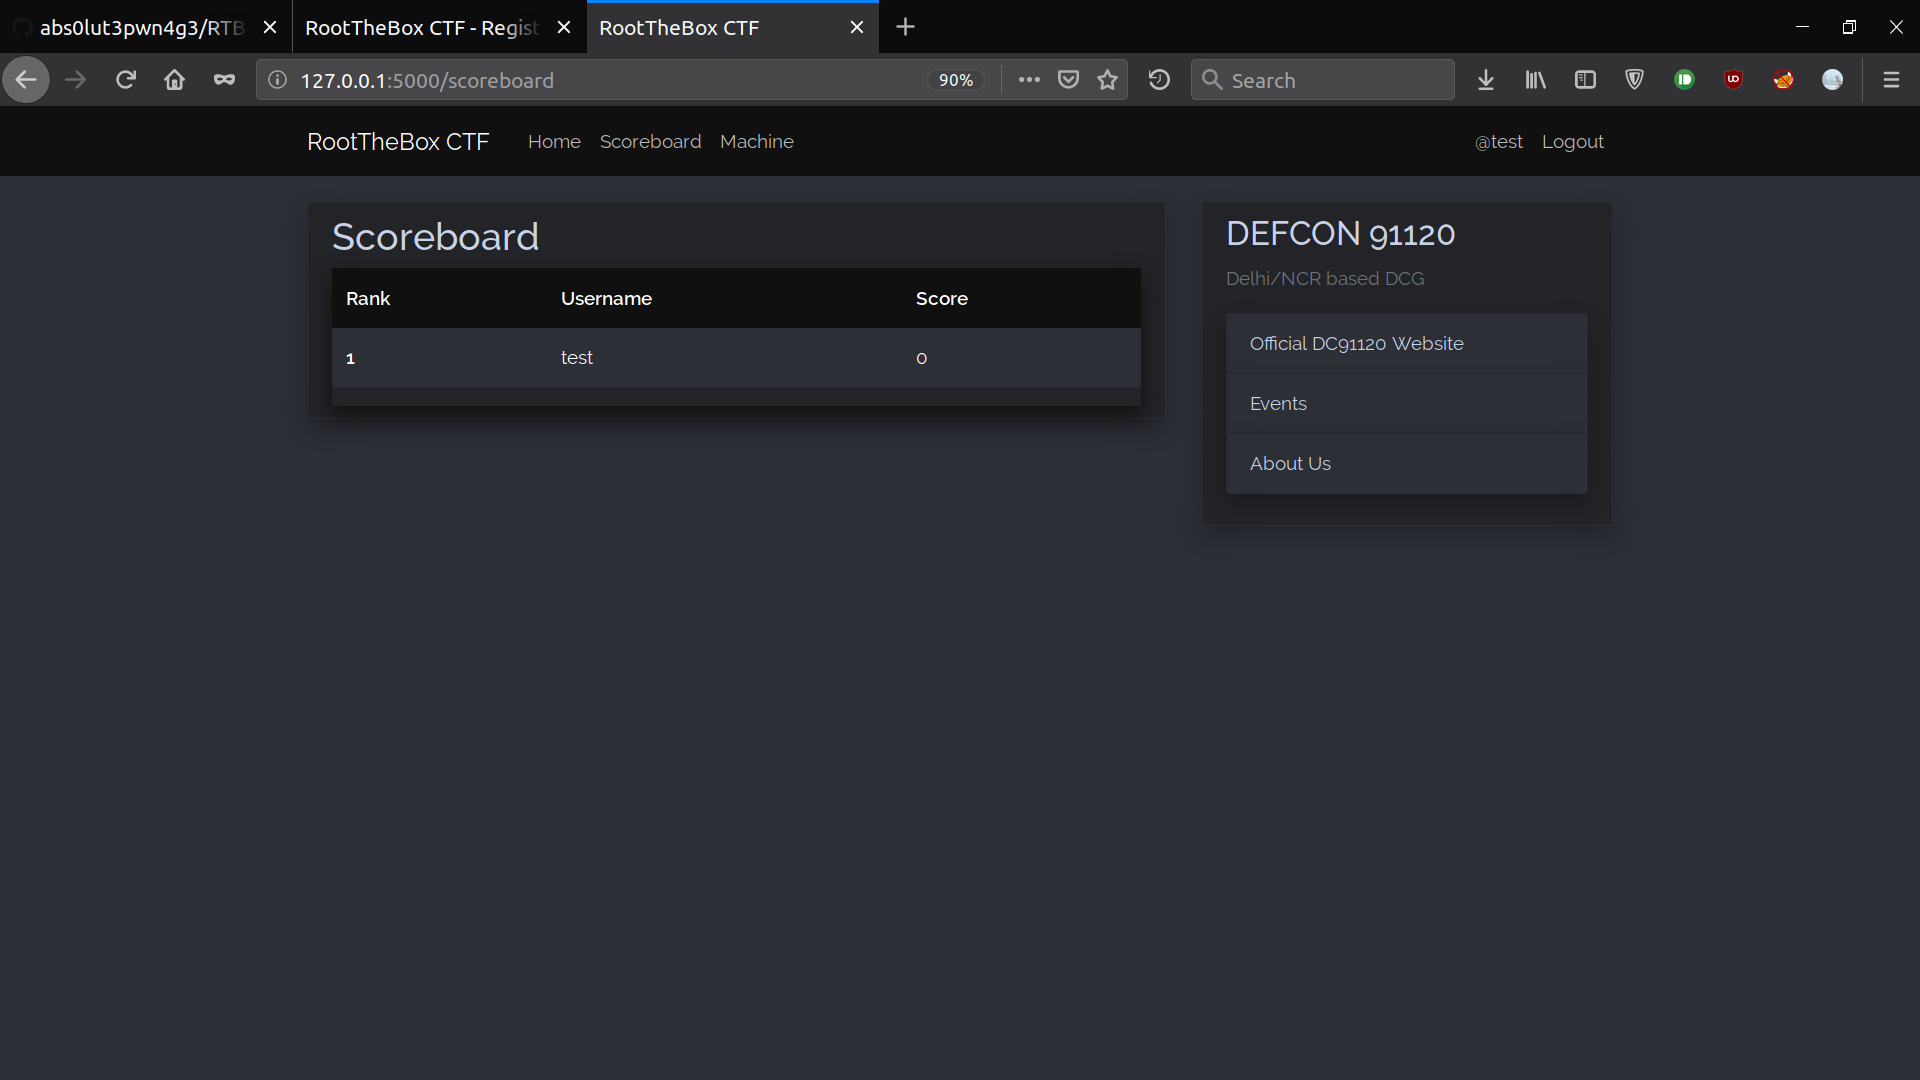 abs0lut3pwn4g3/RTB
RootTheBox CTF - Regist
RootTheBox CTF
127.0.0.1:5000/scoreboard
90%
Search
RootTheBox CTF
Home
Scoreboard
Machine
@test
Logout
Scoreboard
Rank Username Score
1 test 0
DEFCON 91120
Delhi/NCR based DCG
Official DC91120 Website
Events
About Us